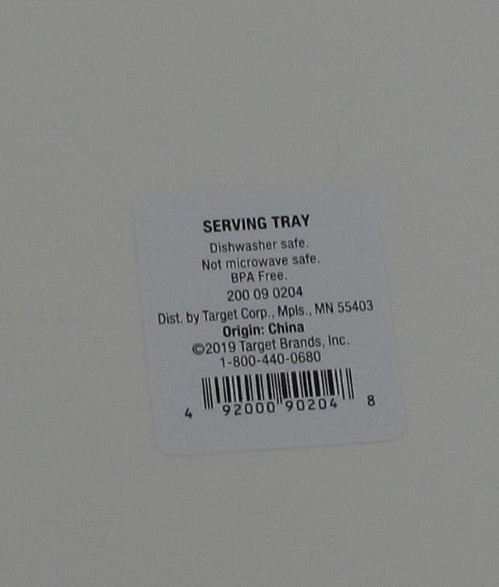 SERVING TRAY
Dishwasher safe.
Not microwave safe.
BPA Free.
200 09 0204
Dist. by Target Corp., Mpls., MN 55403
Origin: China
©2019 Target Brands, Inc.
1-800-440-0680
4 92000 90204 8